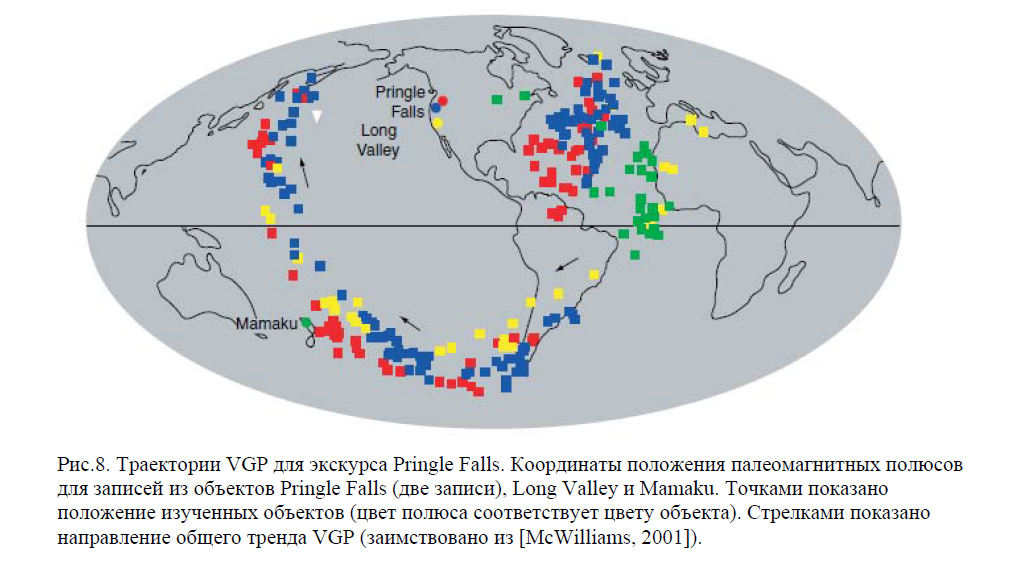 Pringle
Falls
Long
Valley
Mamaku
Рис.8. Траектории VGP для экскурса Pringle Falls. Координаты положения палеомагнитных полюсов
для записей из объектов Pringle Falls (две записи), Long Valley и Mamaku. Точками показано
положение изученных объектов (цвет полюса соответствует цвету объекта). Стрелками показано
направление общего тренда VGP (заимствовано из [McWilliams, 2001]).